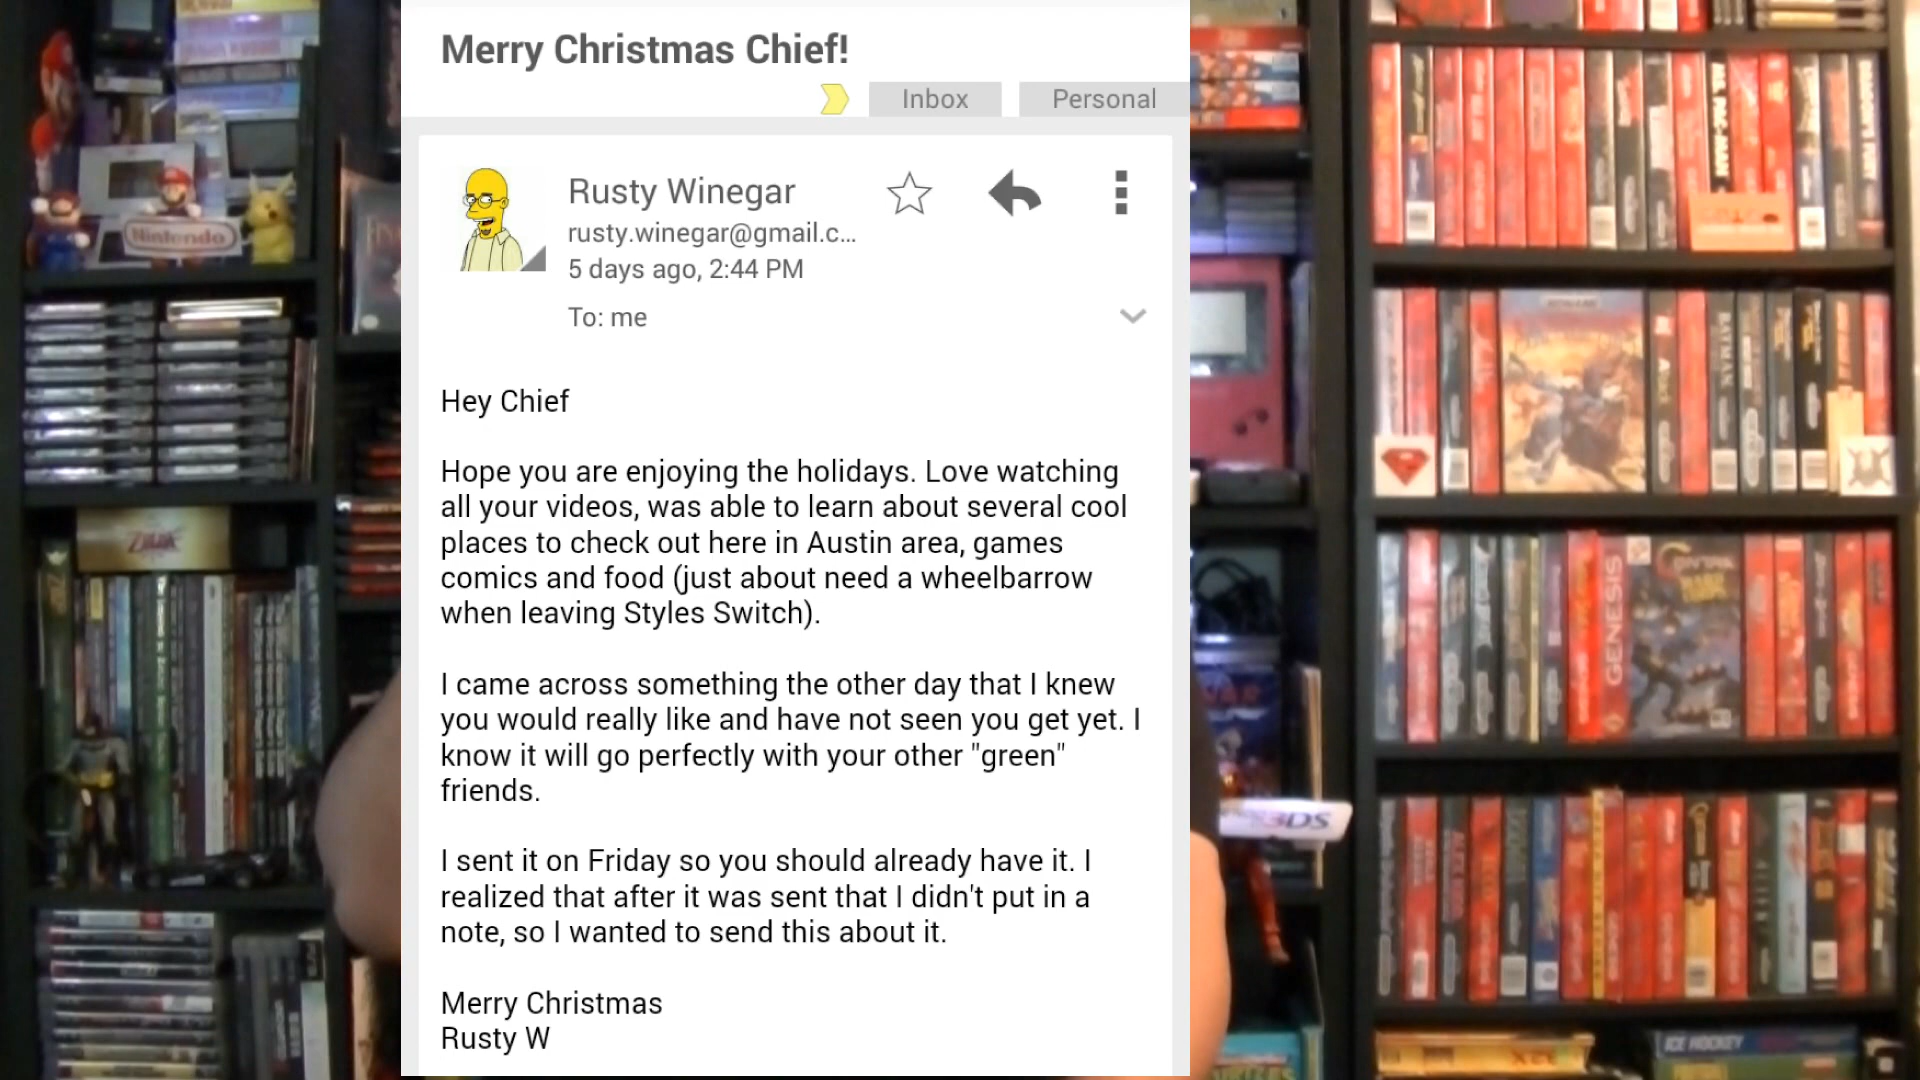 Merry Christmas Chief!
Inbox
Personal
Rusty Winegar
rusty.winegar@gmail.c...
5 days ago, 2:44 PM
To: me
Hey Chief
Hope you are enjoying the holidays. Love watching
all your videos, was able to learn about several cool
places to check out here in Austin area, games
comics and food (just about need a wheelbarrow
when leaving Styles Switch).
I came across something the other day that I knew
you would really like and have not seen you get yet. I
know it will go perfectly with your other "green"
friends.
I sent it on Friday so you should already have it. I
realized that after it was sent that I didn't put in a
note, so I wanted to send this about it.
Merry Christmas
Rusty W
Nintendo
ZELDA
3DS
BATMAN
GENESIS
CONTRA
ICE HOCKEY